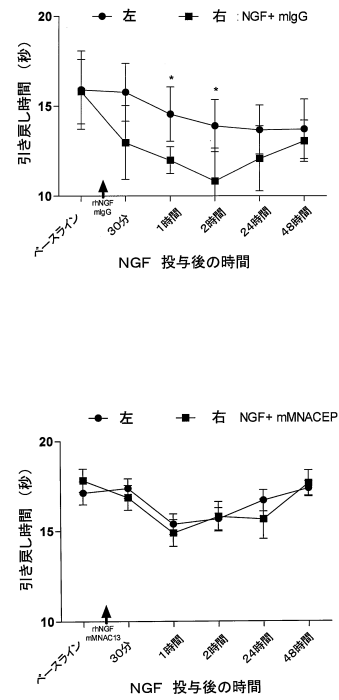 左 右 : NGF+ mIgG
20
引き戻し時間 (秒)
15
*
*
10
rhNGF
mIgG
ベースライン 30分 1時間 2時間 24時間 48時間
NGF 投与後の時間
左 右 NGF+ mMNACEP
20
引き戻し時間 (秒)
15
10
rhNGF
mMNAC13
ベースライン 30分 1時間 2時間 24時間 48時間
NGF 投与後の時間